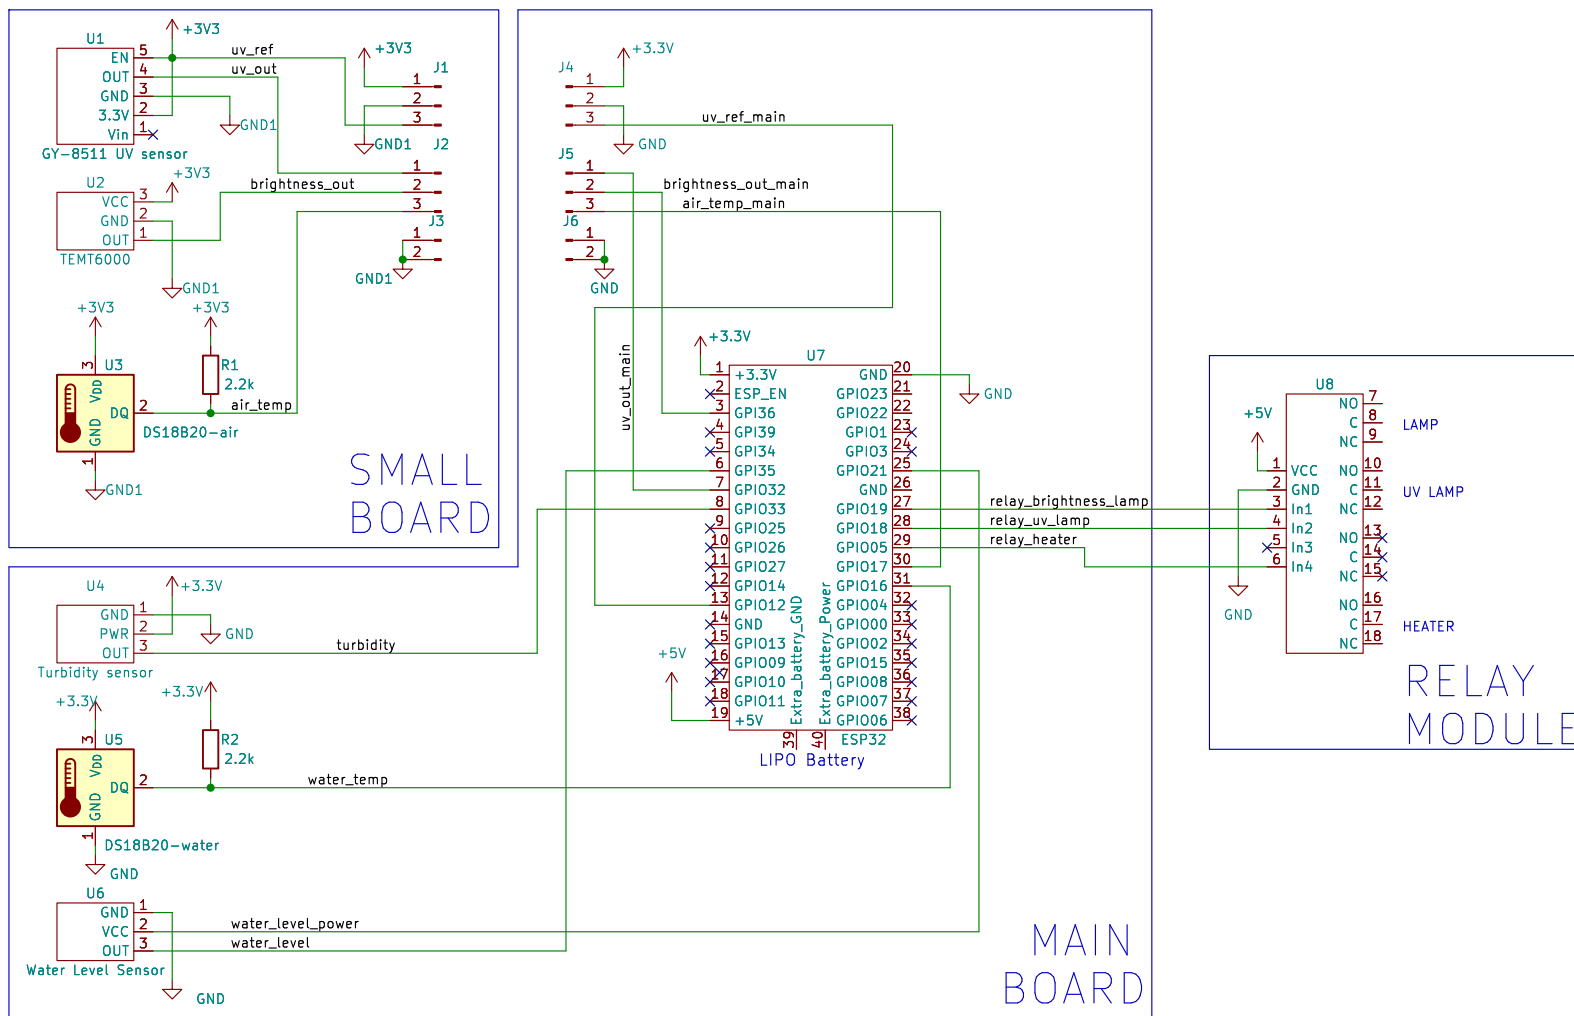 +3V3
U1
EN 5
OUT 4
GND 3
3.3V 2
Vin 1
GY-8511 UV sensor
uv_ref
uv_out
GND1
+3V3
J1
1
2
3
GND1
J2
1
2
3
J3
1
2
GND1
U2
+3V3
VCC 3
GND 2
OUT 1
TEMT6000
brightness_out
GND1
+3V3
+3V3
U3
3
VDD
DQ 2
GND
1
DS18B20-air
GND1
R1
2.2k
air_temp
SMALL
BOARD
+3.3V
J4
1
2
3
GND
uv_ref_main
J5
1
2
3
brightness_out_main
air_temp_main
J6
1
2
GND
uv_out_main
+3.3V
U7
1 +3.3V
2 ESP_EN
3 GPI36
4 GPI39
5 GPI34
6 GPI35
7 GPIO32
8 GPIO33
9 GPIO25
10 GPIO26
11 GPIO27
12 GPIO14
13 GPIO12
14 GND
15 GPIO13
16 GPIO09
17 GPIO10
18 GPIO11
19 +5V
+5V
GND 20
GPIO23 21
GPIO22 22
GPIO1 23
GPIO3 24
GPIO21 25
GND 26
GPIO19 27
GPIO18 28
GPIO05 29
GPIO17 30
GPIO16 31
GPIO04 32
GPIO00 33
GPIO02 34
GPIO15 35
GPIO08 36
GPIO07 37
GPIO06 38
Extra_battery_GND
Extra_battery_Power
39
40
ESP32
LIPO Battery
GND
relay_brightness_lamp
relay_uv_lamp
relay_heater
U8
+5V
1 VCC
2 GND
3 In1
4 In2
5 In3
6 In4
GND
NO 7
C 8
NC 9
LAMP
NO 10
C 11
NC 12
UV LAMP
NO 13
C 14
NC 15
NO 16
C 17
NC 18
HEATER
RELAY
MODULE
+3.3V
U4
GND 1
PWR 2
OUT 3
Turbidity sensor
GND
turbidity
+3.3V
+3.3V
U5
3
VDD
DQ 2
GND
1
DS18B20-water
GND
R2
2.2k
water_temp
U6
GND 1
VCC 2
OUT 3
Water Level Sensor
water_level_power
water_level
GND
MAIN
BOARD